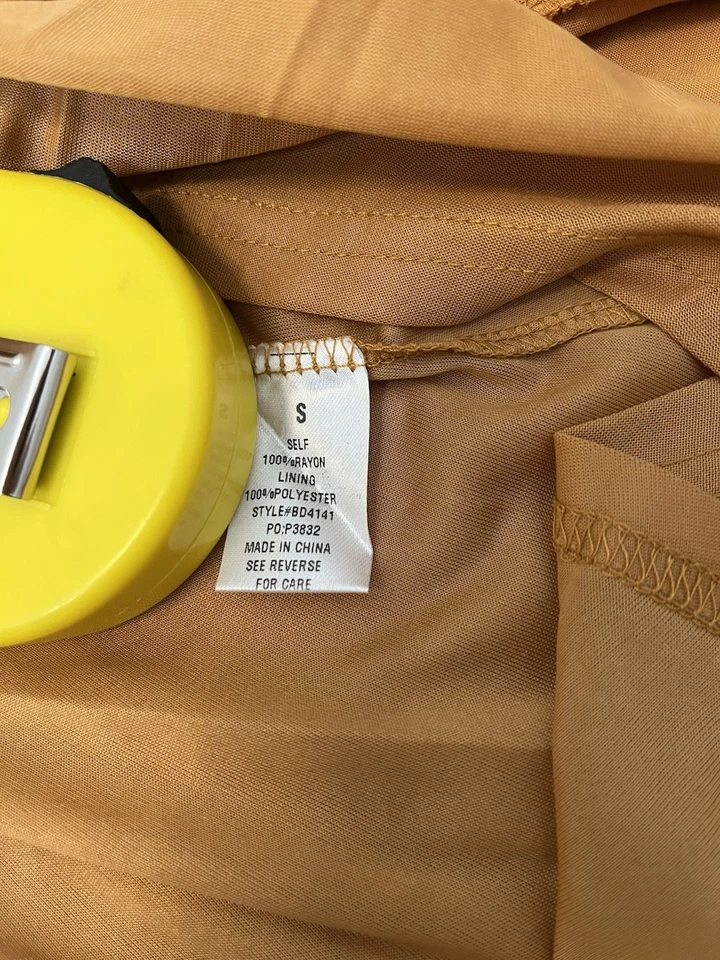 S
SELF
100%RAYON
LINING
100%POLYESTER
STYLE#BD4141
PO:P3832
MADE IN CHINA
SEE REVERSE
FOR CARE